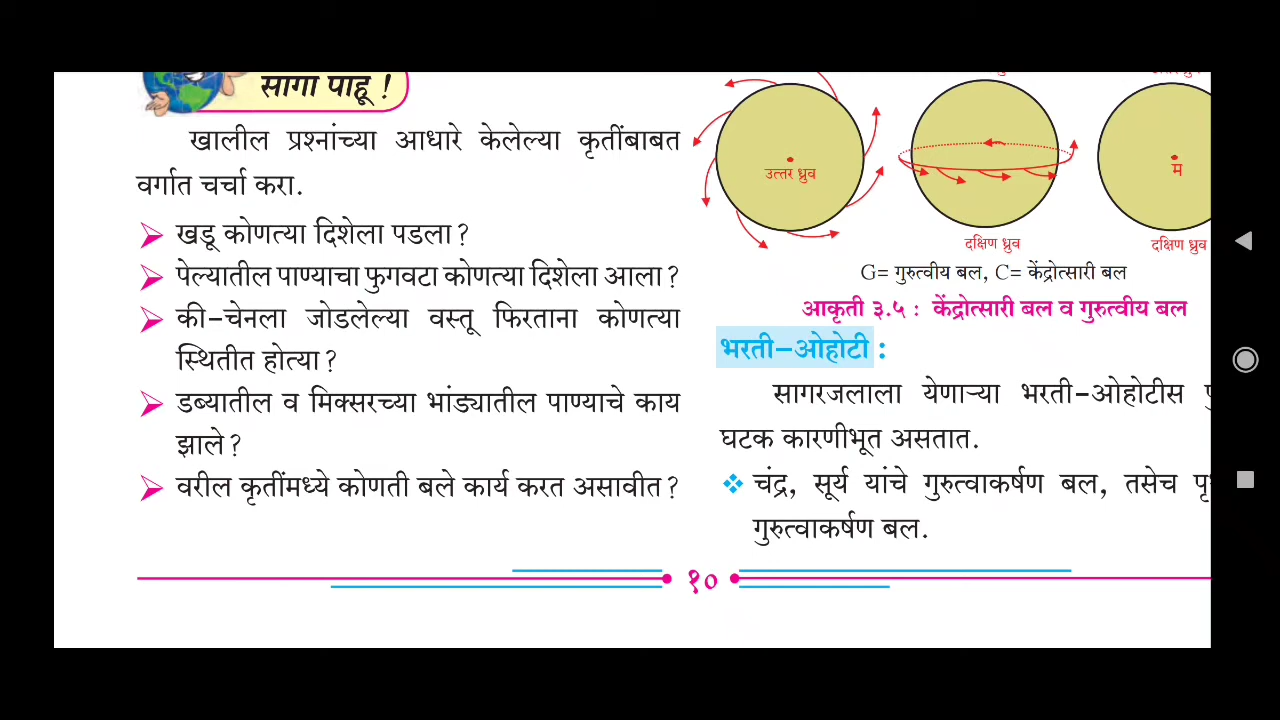 सांगा पाहू !
खालील प्रश्नांच्या आधारे केलेल्या कृतींबाबत
वर्गात चर्चा करा.
➤ खडू कोणत्या दिशेला पडला?
➤ पेल्यातील पाण्याचा फुगवटा कोणत्या दिशेला आला?
➤ की-चेनला जोडलेल्या वस्तू फिरताना कोणत्या
स्थितीत होत्या?
➤ डब्यातील व मिक्सरच्या भांड्यातील पाण्याचे काय
झाले?
➤ वरील कृतींमध्ये कोणती बले कार्य करत असावीत?
उत्तर ध्रुव
म
दक्षिण ध्रुव
दक्षिण ध्रुव
G= गुरुत्वीय बल, C= केंद्रोत्सारी बल
आकृती ३.५ : केंद्रोत्सारी बल व गुरुत्वीय बल
भरती-ओहोटी :
सागरजलाला येणाऱ्या भरती-ओहोटीस
घटक कारणीभूत असतात.
❖ चंद्र, सूर्य यांचे गुरुत्वाकर्षण बल, तसेच
गुरुत्वाकर्षण बल.
१०